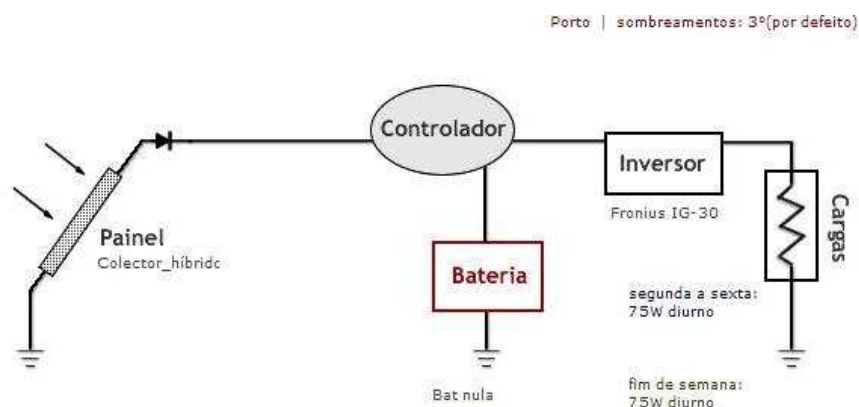 Porto | sombreamentos: 3º(por defeito)
Controlador
Inversor
Fronius IG-30
Cargas
Painel
Colector_híbrido
Bateria
segunda a sexta:
75W diurno
Bat nula
fim de semana:
75W diurno